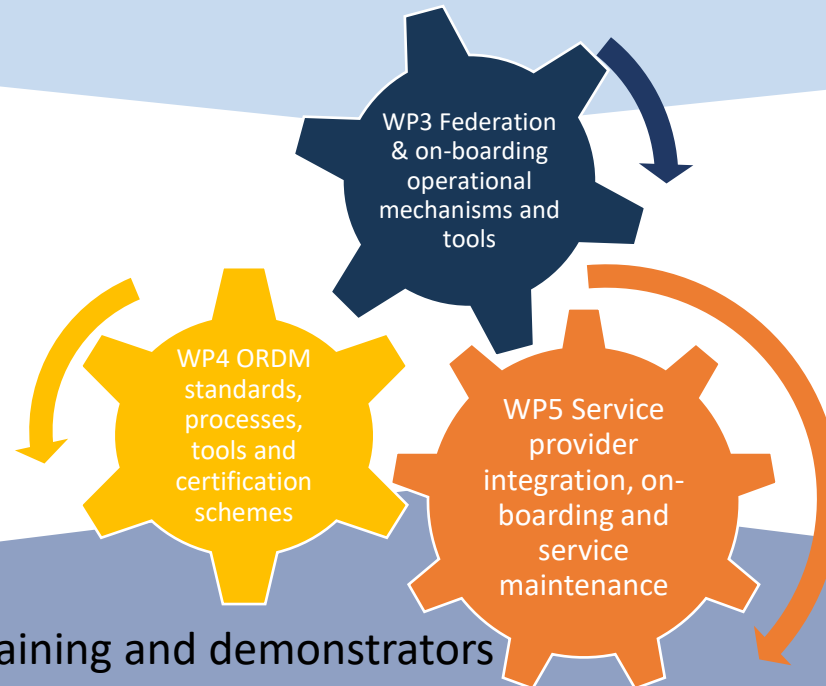 WP3 Federation
& on-boarding
operational
mechanisms and
tools
WP4 ORDM
standards,
processes,
tools and
certification
schemes
WP5 Service
provider
integration, on-
boarding and
service
maintenance
and demonstrators